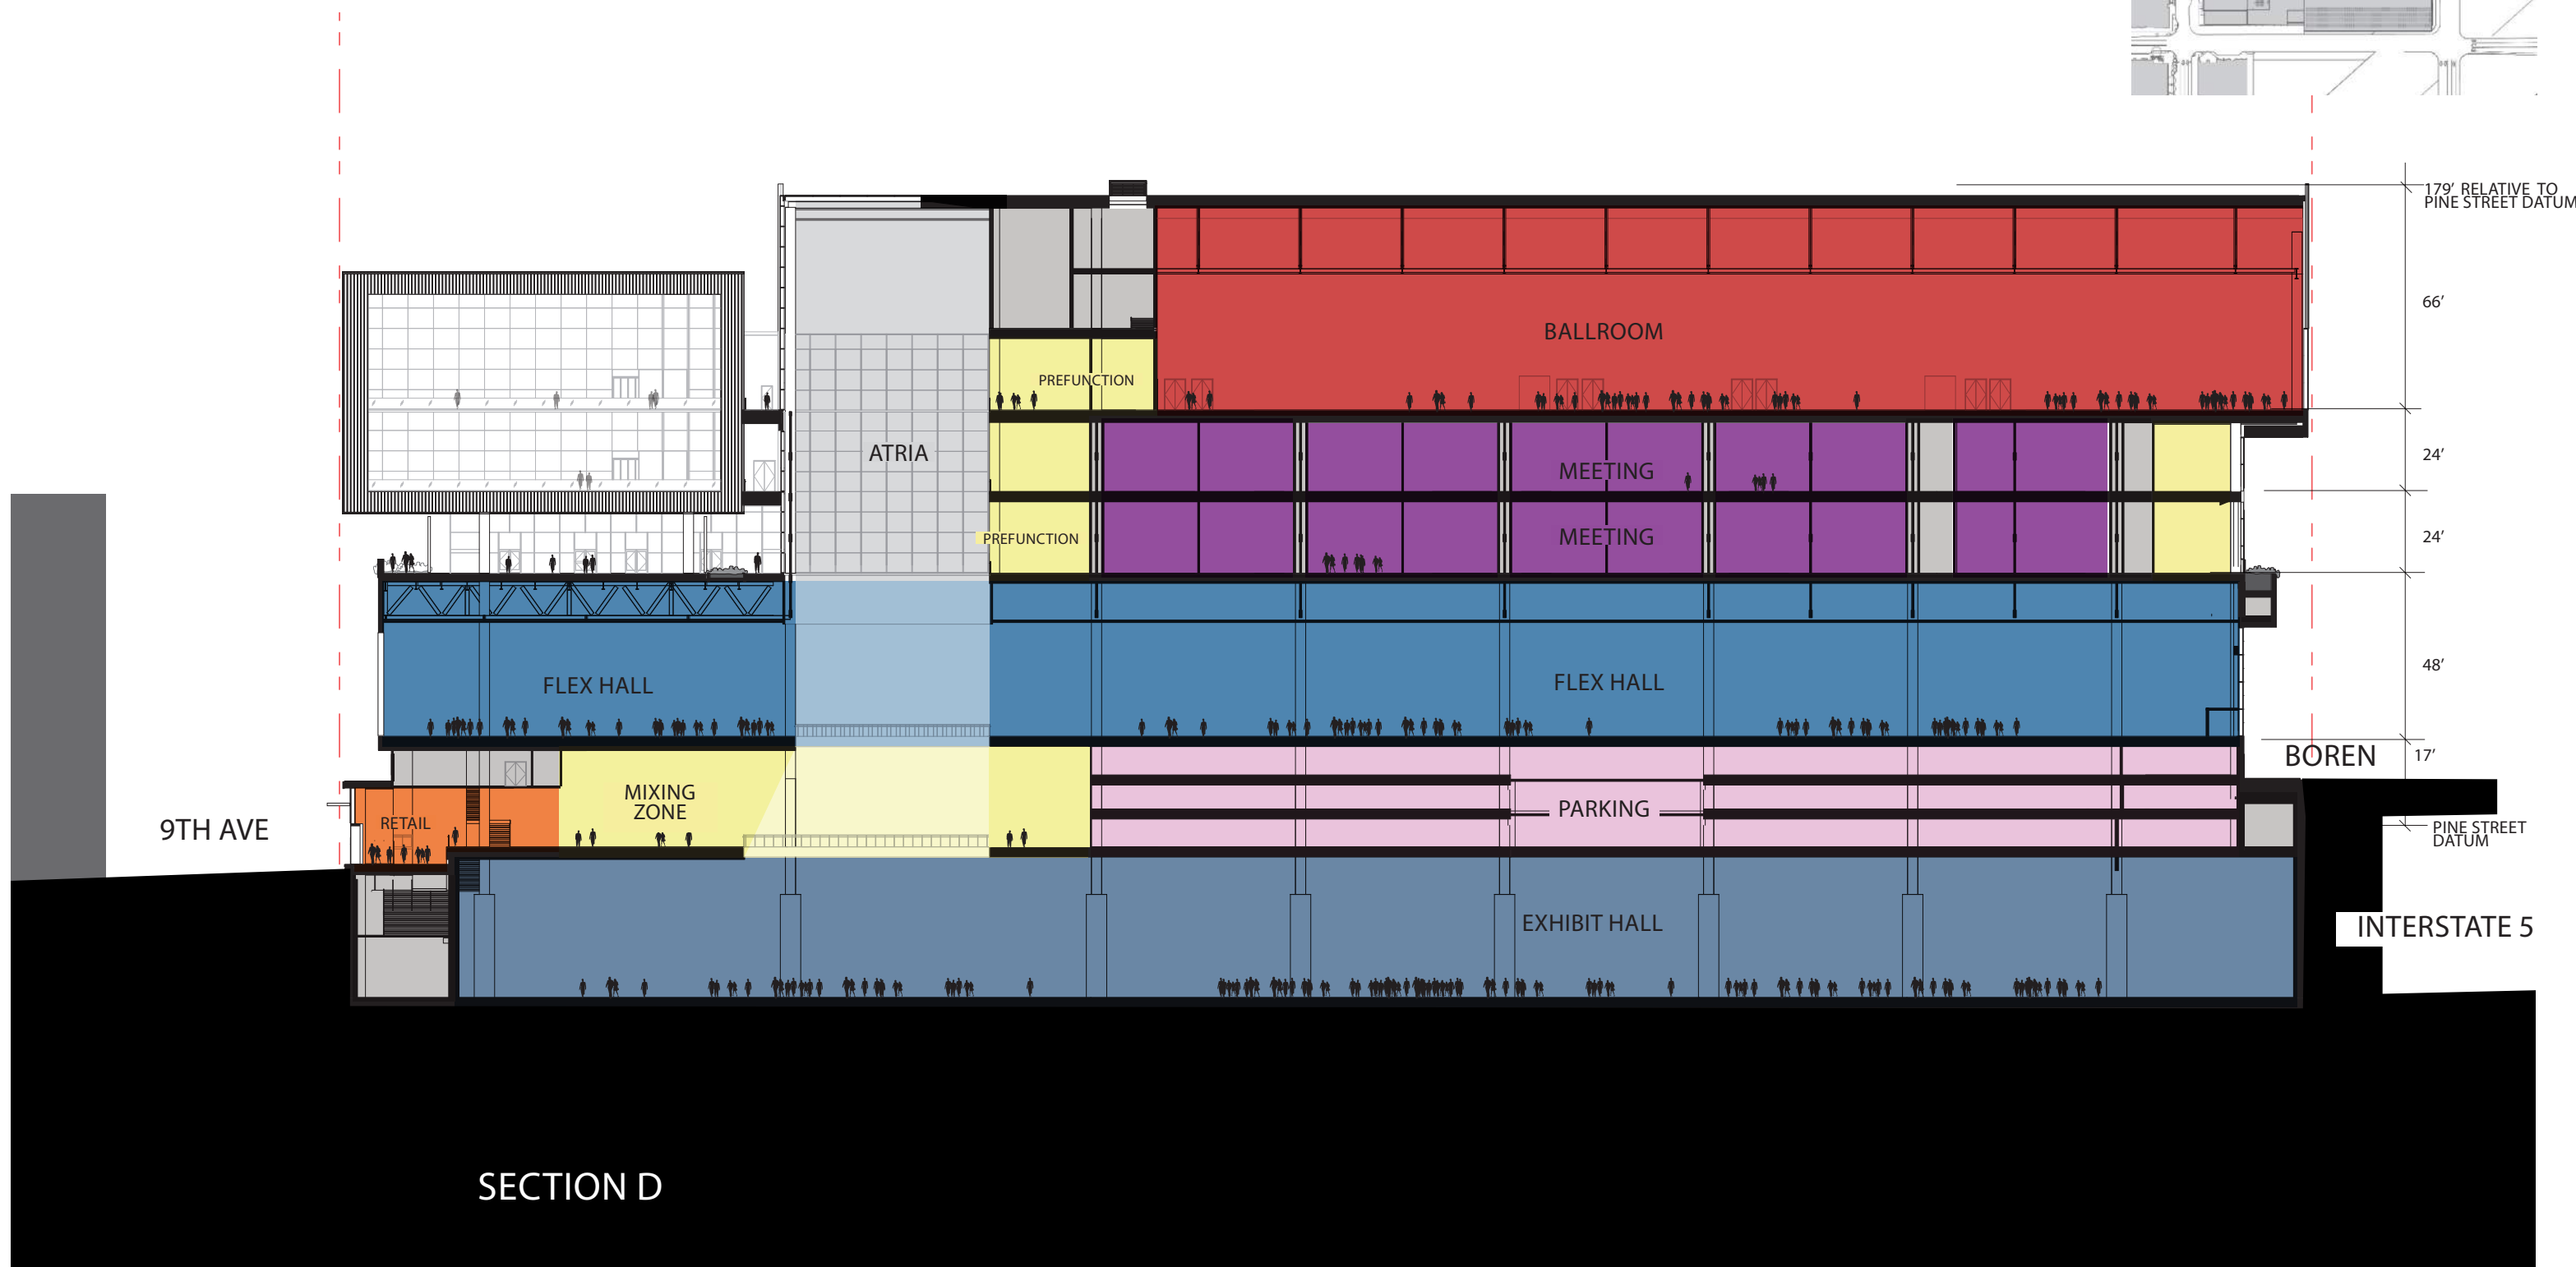 179’ RELATIVE TO
PINE STREET DATUM
66’
BALLROOM
PREFUNCTION
ATRIA
24’
MEETING
24’
MEETING
PREFUNCTION
48’
FLEX HALL
FLEX HALL
BOREN
17’
MIXING
ZONE
PARKING
RETAIL
9TH AVE
PINE STREET
DATUM
EXHIBIT HALL
INTERSTATE 5
SECTION D